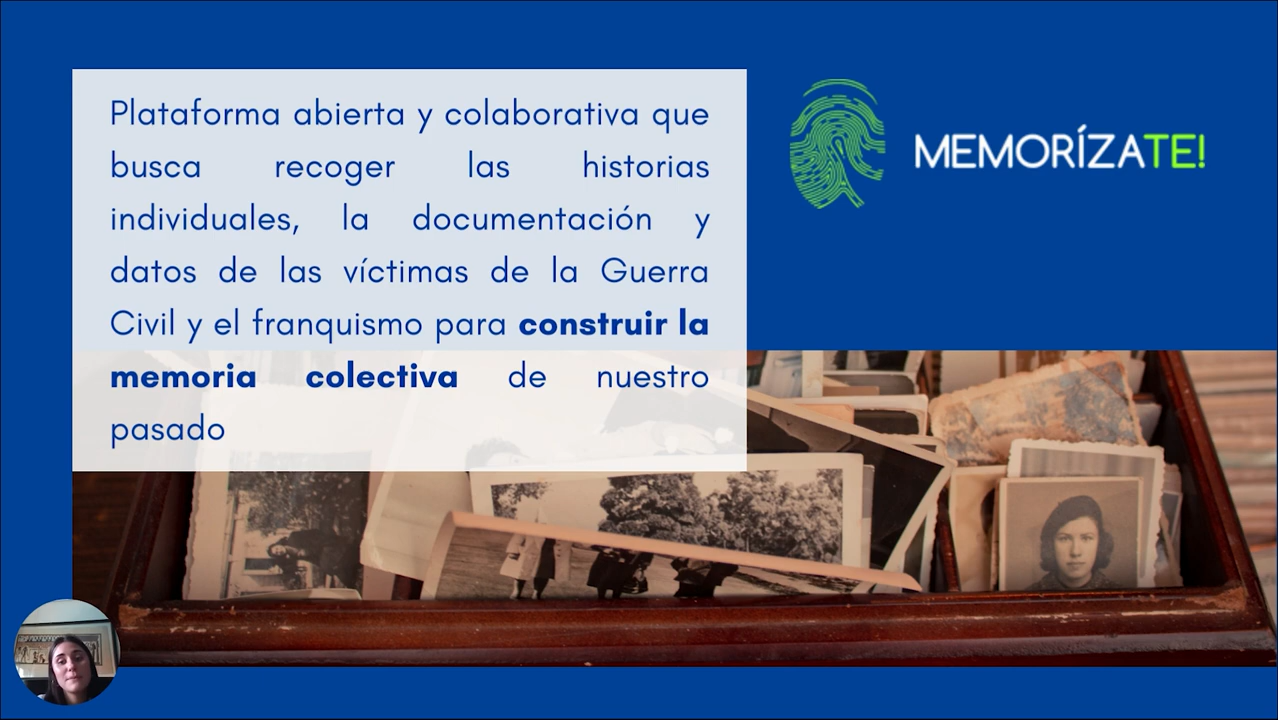 Plataforma abierta y colaborativa que
busca recoger las historias
individuales, la documentación y
datos de las víctimas de la Guerra
Civil y el franquismo para construir la
memoria colectiva de nuestro
pasado
MEMORÍZATE!